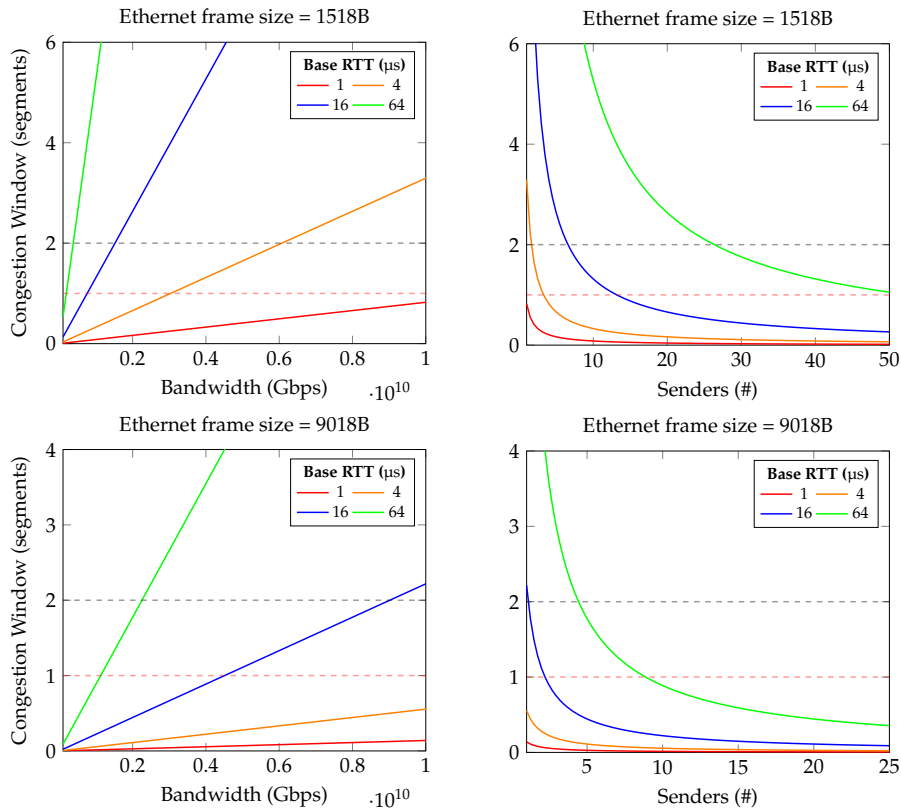 Ethernet frame size = 1518B
Congestion Window (segments)
6
4
2
0
Base RTT (µs)
1 4
16 64
0.2 0.4 0.6 0.8 1
Bandwidth (Gbps)
·10^10
Ethernet frame size = 1518B
6
4
2
1
0
Base RTT (µs)
1 4
16 64
10 20 30 40 50
Senders (#)
Ethernet frame size = 9018B
Congestion Window (segments)
4
3
2
1
0
Base RTT (µs)
1 4
16 64
0.2 0.4 0.6 0.8 1
Bandwidth (Gbps)
·10^10
Ethernet frame size = 9018B
4
3
2
1
0
Base RTT (µs)
1 4
16 64
5 10 15 20 25
Senders (#)